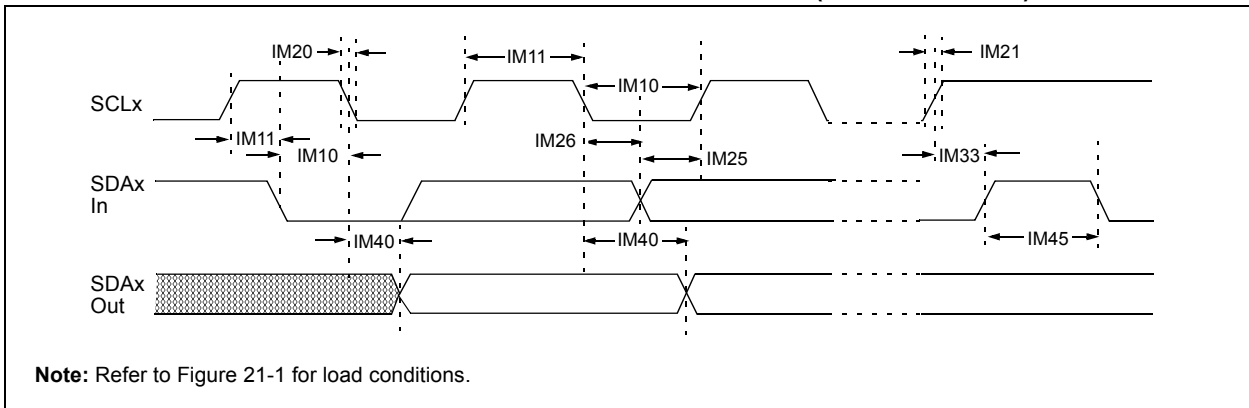 IM20
IM11
IM21
IM10
SCLx
IM11
IM26
IM10
IM25
IM33
SDAx
In
IM40
IM40
IM45
SDAx
Out
Note: Refer to Figure 21-1 for load conditions.